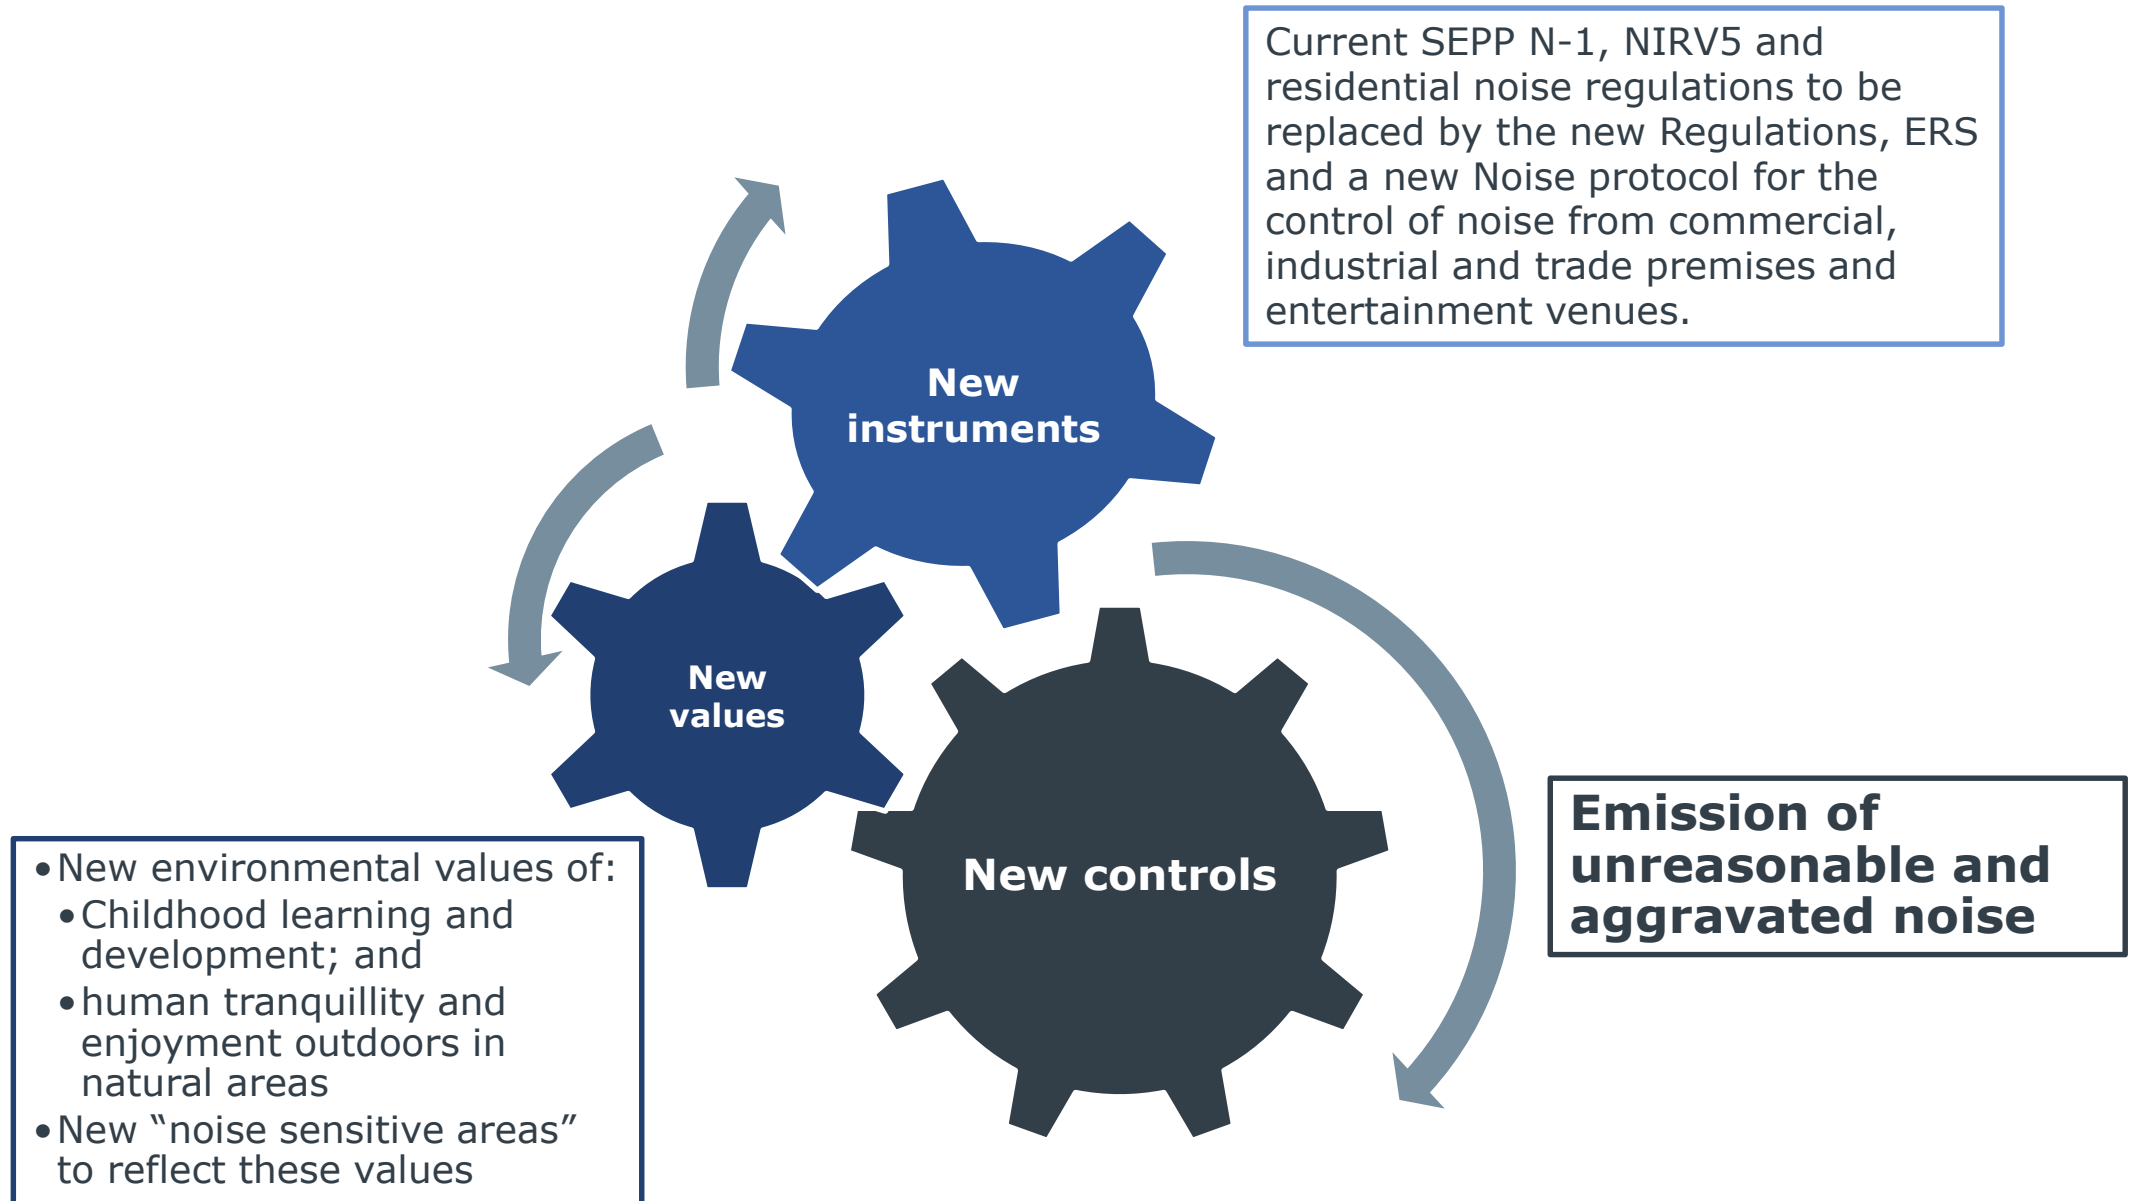 Current SEPP N-1, NIRV5 and
residential noise regulations to be
replaced by the new Regulations, ERS
and a new Noise protocol for the
control of noise from commercial,
industrial and trade premises and
entertainment venues.
New
instruments
New
values
New controls
Emission of
unreasonable and
aggravated noise
•New environmental values of:
•Childhood learning and
development; and
•human tranquillity and
enjoyment outdoors in
natural areas
•New “noise sensitive areas”
to reflect these values